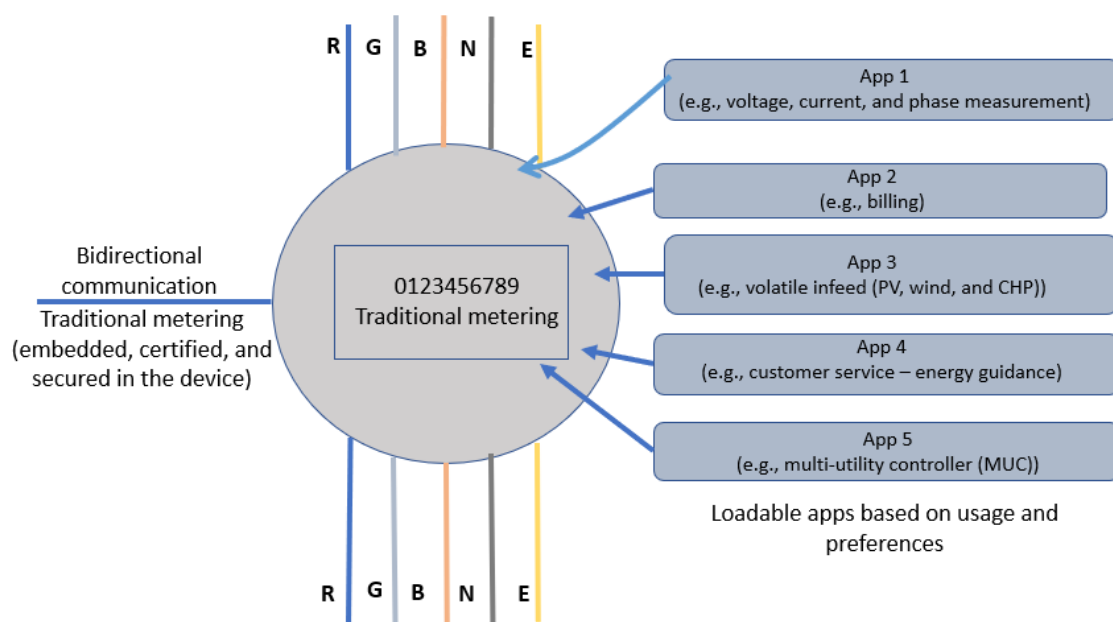 R G B N E
App 1
(e.g., voltage, current, and phase measurement)
App 2
(e.g., billing)
Bidirectional
communication
Traditional metering
(embedded, certified, and
secured in the device)
0123456789
Traditional metering
App 3
(e.g., volatile infeed (PV, wind, and CHP))
App 4
(e.g., customer service – energy guidance)
App 5
(e.g., multi-utility controller (MUC))
Loadable apps based on usage and
preferences
R G B N E